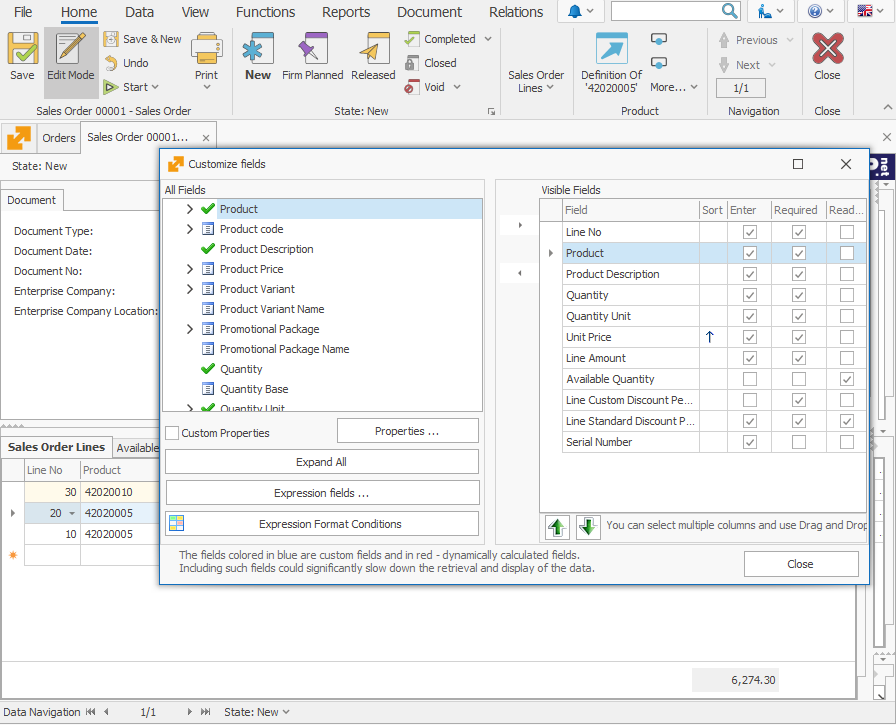 File Home Data View Functions Reports Document Relations
Save
Edit Mode
Save & New
Undo
Start
Print
New
Firm Planned
Released
Completed
Closed
Void
Sales Order
Lines
Definition Of
'42020005'
More...
Previous
Next
1/1
Close
Sales Order 00001 - Sales Order
State: New
Product
Navigation
Close
Orders
Sales Order 00001...
State: New
net
Document
Document Type:
Document Date:
Document No:
Enterprise Company:
Enterprise Company Location:
Customize fields
All Fields
Product
Product code
Product Description
Product Price
Product Variant
Product Variant Name
Promotional Package
Promotional Package Name
Quantity
Quantity Base
Quantity Unit
Custom Properties
Properties ...
Expand All
Expression fields ...
Expression Format Conditions
Visible Fields
Field Sort Enter Required Read...
Line No
Product
Product Description
Quantity
Quantity Unit
Unit Price
Line Amount
Available Quantity
Line Custom Discount Pe...
Line Standard Discount P...
Serial Number
You can select multiple columns and use Drag and Drop
The fields colored in blue are custom fields and in red - dynamically calculated fields.
Including such fields could significantly slow down the retrieval and display of the data.
Close
Sales Order Lines
Available
Line No Product
30 42020010
20 42020005
10 42020005
6,274.30
Data Navigation 1/1 State: New